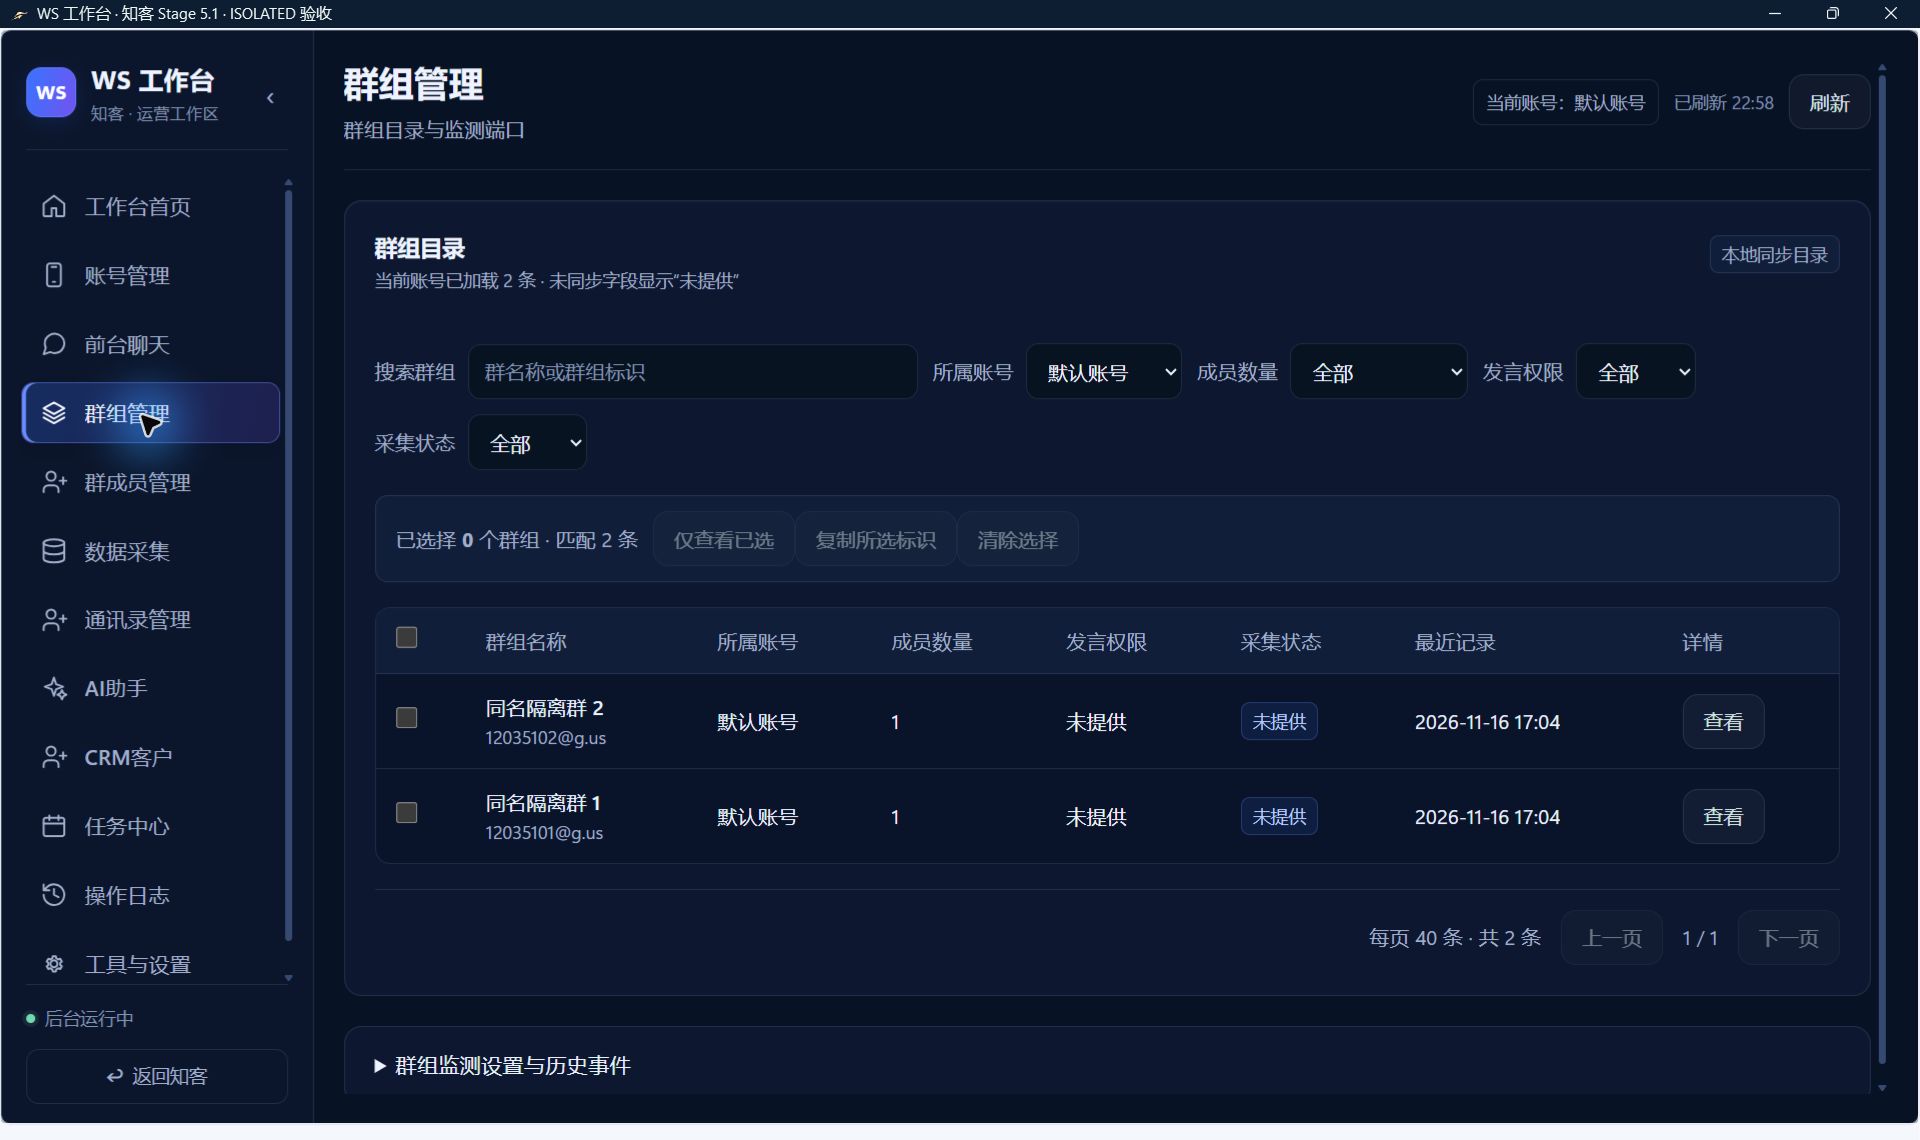 WS 工作台 · 知客 Stage 5.1 · ISOLATED 验收
WS
WS 工作台
知客 · 运营工作区
工作台首页
账号管理
前台聊天
群组管理
群成员管理
数据采集
通讯录管理
AI助手
CRM客户
任务中心
操作日志
工具与设置
后台运行中
返回知客
群组管理
群组目录与监测端口
当前账号：默认账号
已刷新 22:58
刷新
群组目录
当前账号已加载 2 条 · 未同步字段显示“未提供”
本地同步目录
搜索群组 群名称或群组标识 所属账号 默认账号 成员数量 全部 发言权限 全部
采集状态 全部
已选择 0 个群组 · 匹配 2 条 仅查看已选 复制所选标识 清除选择
群组名称 所属账号 成员数量 发言权限 采集状态 最近记录 详情
同名隔离群 2
12035102@g.us
默认账号 1 未提供 未提供 2026-11-16 17:04 查看
同名隔离群 1
12035101@g.us
默认账号 1 未提供 未提供 2026-11-16 17:04 查看
每页 40 条 · 共 2 条 上一页 1 / 1 下一页
群组监测设置与历史事件